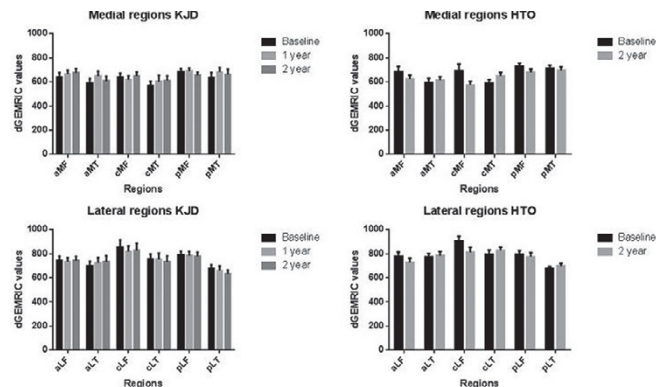 Medial regions KJD
1000
800
600
400
200
0
dGEMRIC values
aMF aMT cMF cMT pMF pMT
Regions
Baseline
1 year
2 year
Medial regions HTO
1000
800
600
400
200
0
dGEMRIC values
aMF aMT cMF cMT pMF pMT
Regions
Baseline
2 year
Lateral regions KJD
1000
800
600
400
200
0
dGEMRIC values
aLF aLT cLF cLT pLF pLT
Regions
Baseline
1 year
2 year
Lateral regions HTO
1000
800
600
400
200
0
dGEMRIC values
aLF aLT cLF cLT pLF pLT
Regions
Baseline
2 year